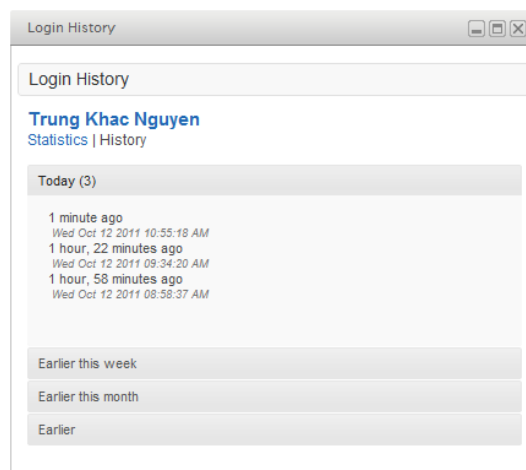 Login History
Login History
Trung Khac Nguyen
Statistics | History
Today (3)
1 minute ago
Wed Oct 12 2011 10:55:18 AM
1 hour, 22 minutes ago
Wed Oct 12 2011 09:34:20 AM
1 hour, 58 minutes ago
Wed Oct 12 2011 08:58:37 AM
Earlier this week
Earlier this month
Earlier